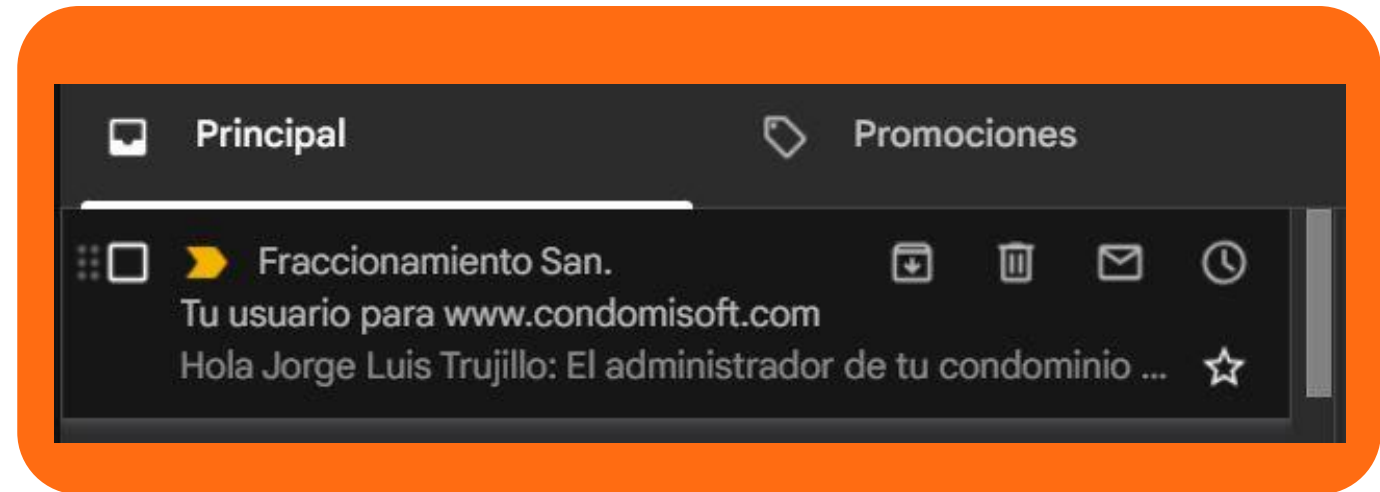 Principal
Promociones
Fraccionamiento San.
Tu usuario para www.condomisoft.com
Hola Jorge Luis Trujillo: El administrador de tu condominio ...